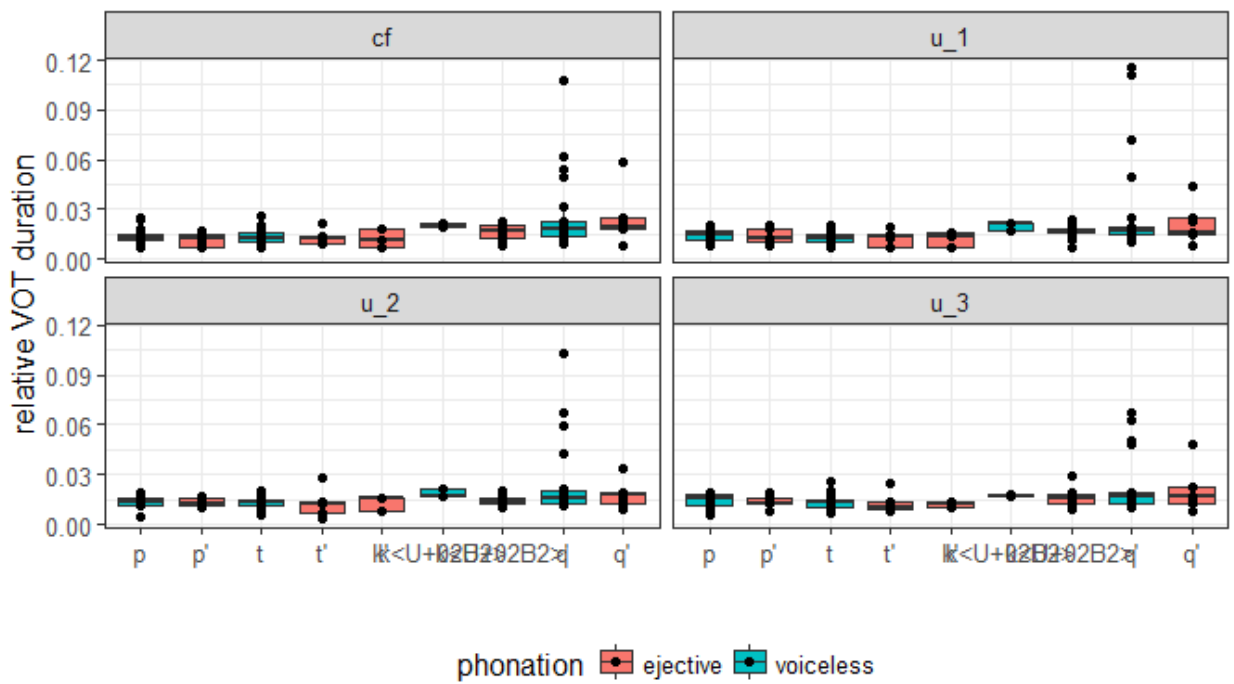 cf
u_1
0.12
0.09
0.06
0.03
0.00
u_2
u_3
0.12
0.09
0.06
0.03
0.00
relative VOT duration
p p' t t' q q'
p p' t t' q'
phonation ejective voiceless